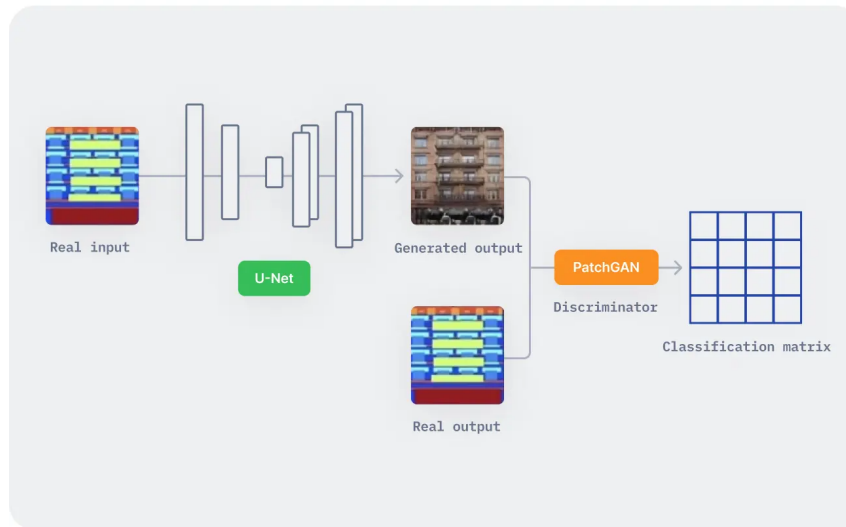 Real input
Generated output
U-Net
PatchGAN
Discriminator
Classification matrix
Real output